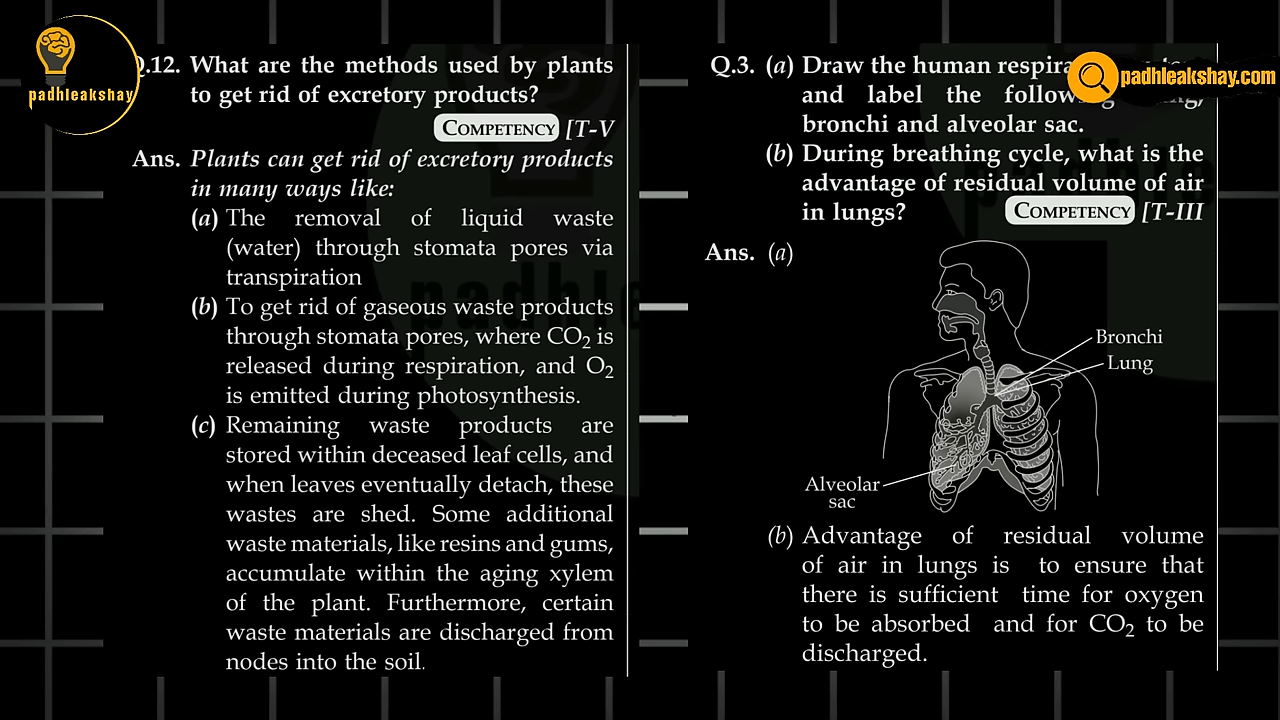 padhleakshay
Q.12. What are the methods used by plants
to get rid of excretory products?
COMPETENCY [T-V
Ans. Plants can get rid of excretory products
in many ways like:
(a) The removal of liquid waste
(water) through stomata pores via
transpiration
(b) To get rid of gaseous waste products
through stomata pores, where CO2 is
released during respiration, and O2
is emitted during photosynthesis.
(c) Remaining waste products are
stored within deceased leaf cells, and
when leaves eventually detach, these
wastes are shed. Some additional
waste materials, like resins and gums,
accumulate within the aging xylem
of the plant. Furthermore, certain
waste materials are discharged from
nodes into the soil.
padhleakshay.com
Q.3. (a) Draw the human
and label the
bronchi and alveolar sac.
(b) During breathing cycle, what is the
advantage of residual volume of air
in lungs? COMPETENCY [T-III
Ans. (a)
Bronchi
Lung
Alveolar
sac
(b) Advantage of residual volume
of air in lungs is to ensure that
there is sufficient time for oxygen
to be absorbed and for CO2 to be
discharged.